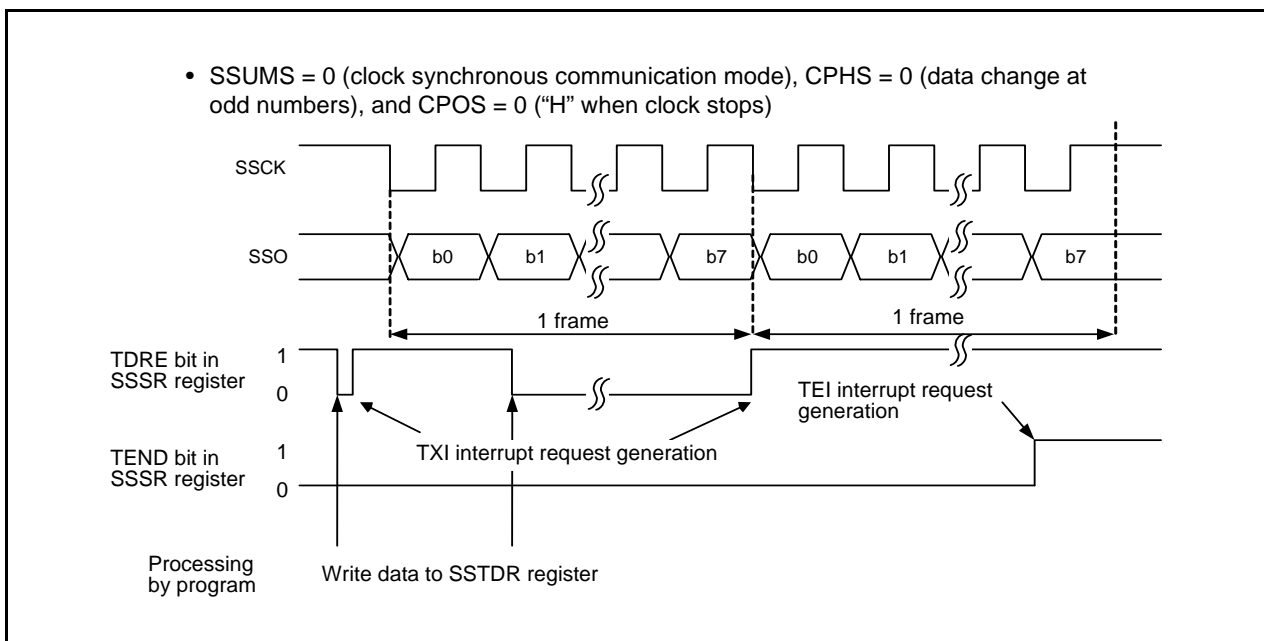 • SSUMS = 0 (clock synchronous communication mode), CPHS = 0 (data change at
odd numbers), and CPOS = 0 (“H” when clock stops)
SSCK
SSO
b0
b1
b7
b0
b1
b7
1 frame
1 frame
TDRE bit in
SSSR register
1
0
TEI interrupt request
generation
TXI interrupt request generation
TEND bit in
SSSR register
1
0
Processing
by program
Write data to SSTDR register